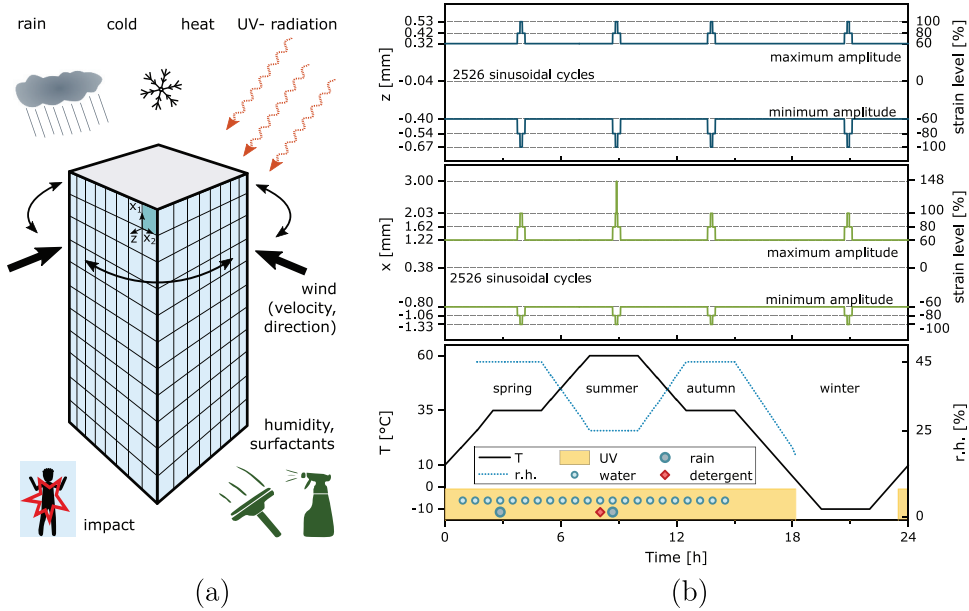 rain cold heat UV- radiation
x₁
z x₂
wind
(velocity,
direction)
humidity,
surfactants
impact
(a)
z [mm]
0.53
0.42
0.32
-0.04
-0.40
-0.54
-0.67
maximum amplitude
2526 sinusoidal cycles
minimum amplitude
100
80
60
0
-60
-80
-100
strain level [%]
x [mm]
3.00
2.03
1.62
1.22
0.38
-0.80
-1.06
-1.33
maximum amplitude
2526 sinusoidal cycles
minimum amplitude
148
100
80
60
0
-60
-80
-100
strain level [%]
T [°C]
60
35
10
0
-10
spring summer autumn winter
T UV rain
r.h. water detergent
45
25
0
r.h. [%]
0 6 12 18 24
Time [h]
(b)